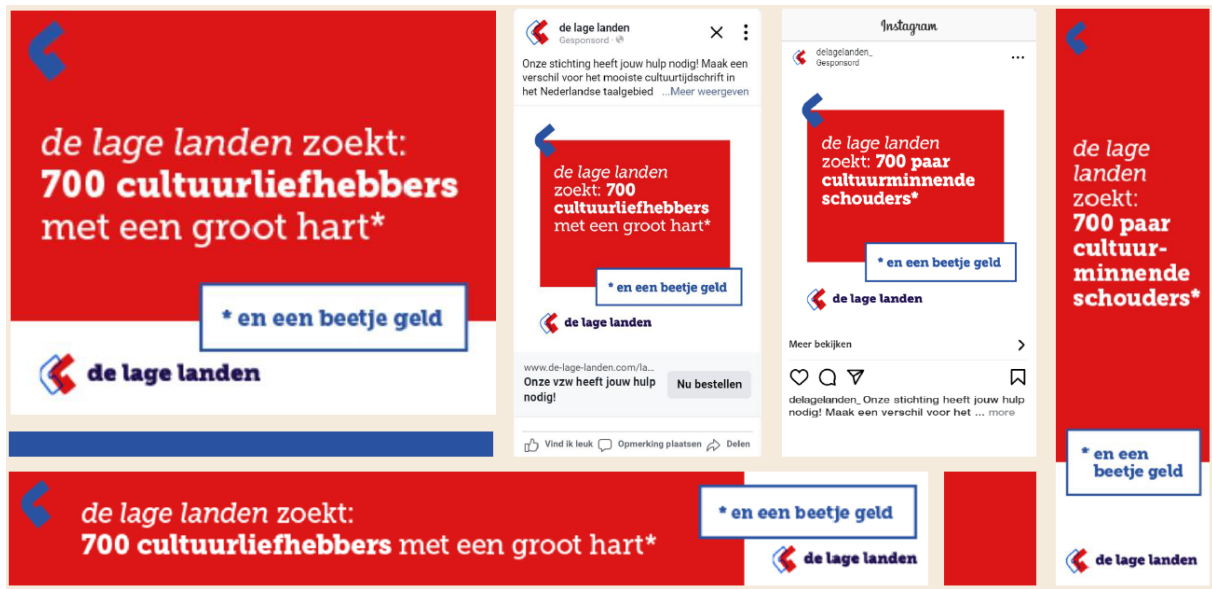 de lage landen zoekt:
700 cultuurliefhebbers
met een groot hart*
* en een beetje geld
de lage landen
de lage landen
Gesponsord ·
Onze stichting heeft jouw hulp nodig! Maak een
verschil voor het mooiste cultuurtijdschrift in
het Nederlandse taalgebied ...Meer weergeven
de lage landen
zoekt: 700
cultuurliefhebbers
met een groot hart*
* en een beetje geld
de lage landen
www.de-lage-landen.com/la...
Onze vzw heeft jouw hulp
nodig!
Nu bestellen
Vind ik leuk Opmerking plaatsen Delen
Instagram
delagelanden_
Gesponsord
de lage landen
zoekt: 700 paar
cultuurminnende
schouders*
* en een beetje geld
de lage landen
Meer bekijken
delagelanden_ Onze stichting heeft jouw hulp
nodig! Maak een verschil voor het ... more
de lage
landen
zoekt:
700 paar
cultuur-
minnende
schouders*
* en een
beetje geld
de lage landen
de lage landen zoekt:
700 cultuurliefhebbers met een groot hart*
* en een beetje geld
de lage landen